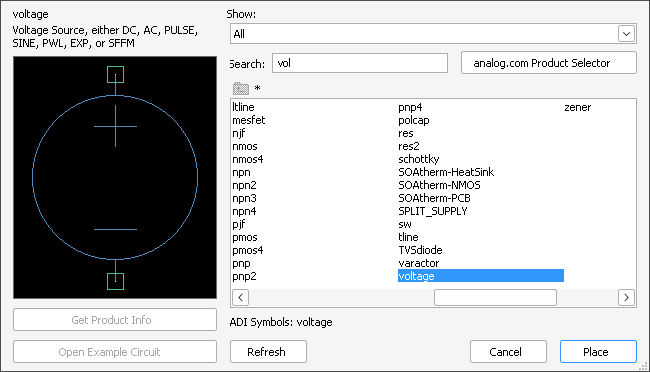 voltage
Voltage Source, either DC, AC, PULSE,
SINE, PWL, EXP, or SFFM
Show:
All
Search: vol
analog.com Product Selector
*
ltline
mesfet
njf
nmos
nmos4
npn
npn2
npn3
npn4
pjf
pmos
pmos4
pnp
pnp2
pnp4
polcap
res
res2
schottky
SOAtherm-HeatSink
SOAtherm-NMOS
SOAtherm-PCB
SPLIT_SUPPLY
sw
tline
TVSdiode
varactor
voltage
zener
Get Product Info
ADI Symbols: voltage
Open Example Circuit
Refresh
Cancel
Place